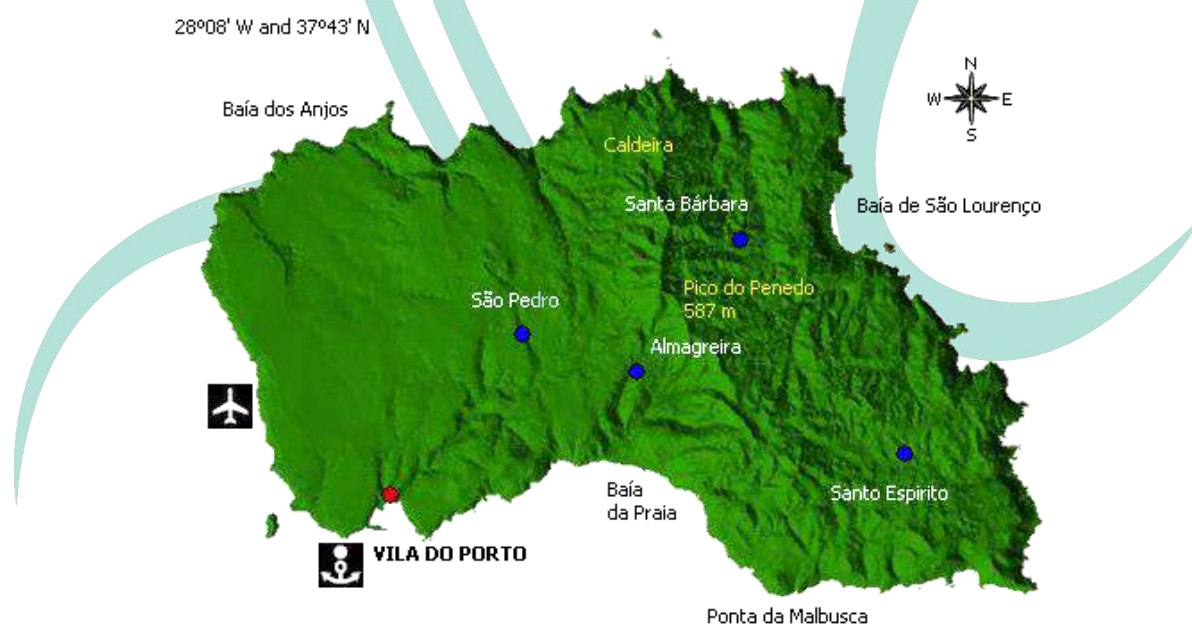 28º08' W and 37º43' N
N
W
E
S
Baía dos Anjos
Caldeira
Santa Bárbara
Baía de São Lourenço
Pico do Penedo
587 m
São Pedro
Almagreira
Baía
da Praia
Santo Espirito
VILA DO PORTO
Ponta da Malbusca